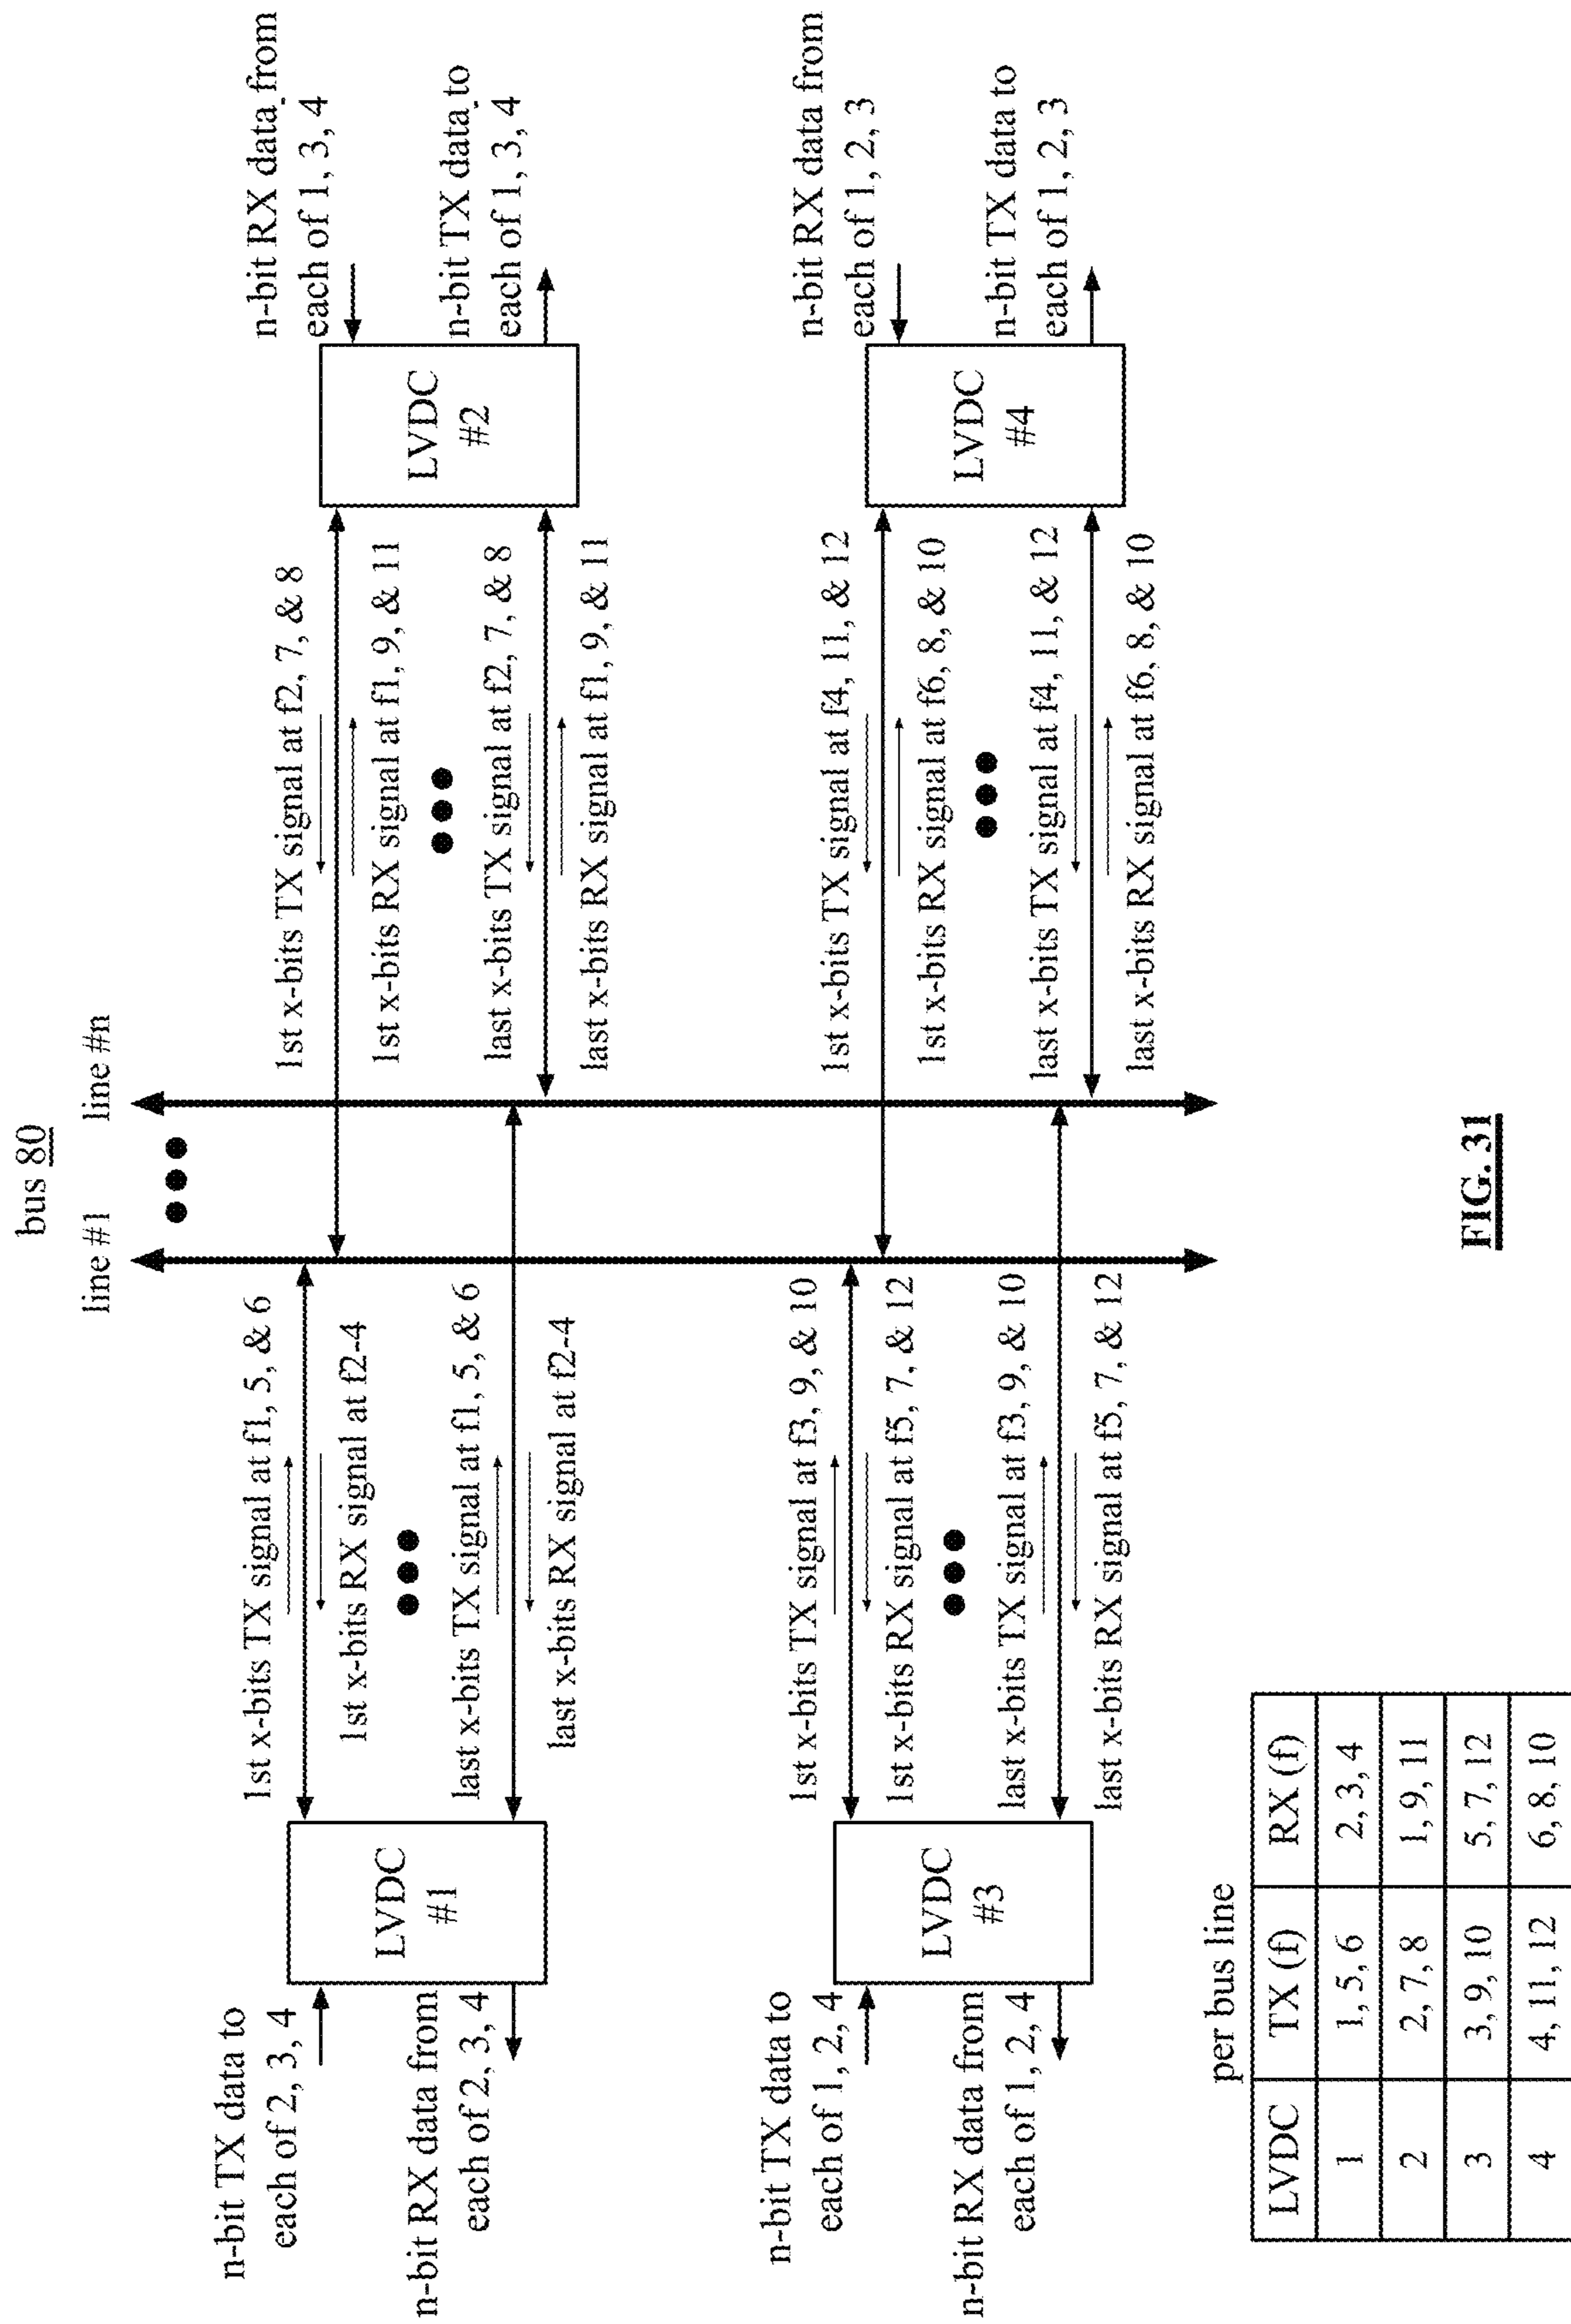 bus 80
line #1
line #n
n-bit TX data to
each of 2, 3, 4
n-bit RX data from
each of 2, 3, 4
LVDC
#1
1st x-bits TX signal at f1, 5, & 6
1st x-bits RX signal at f2-4
last x-bits TX signal at f1, 5, & 6
last x-bits RX signal at f2-4
1st x-bits TX signal at f2, 7, & 8
1st x-bits RX signal at f1, 9, & 11
last x-bits TX signal at f2, 7, & 8
last x-bits RX signal at f1, 9, & 11
LVDC
#2
n-bit RX data from
each of 1, 3, 4
n-bit TX data to
each of 1, 3, 4
n-bit TX data to
each of 1, 2, 4
n-bit RX data from
each of 1, 2, 4
LVDC
#3
1st x-bits TX signal at f3, 9, & 10
1st x-bits RX signal at f5, 7, & 12
last x-bits TX signal at f3, 9, & 10
last x-bits RX signal at f5, 7, & 12
1st x-bits TX signal at f4, 11, & 12
1st x-bits RX signal at f6, 8, & 10
last x-bits TX signal at f4, 11, & 12
last x-bits RX signal at f6, 8, & 10
LVDC
#4
n-bit RX data from
each of 1, 2, 3
n-bit TX data to
each of 1, 2, 3
per bus line
LVDC TX (f) RX (f)
1 1, 5, 6 2, 3, 4
2 2, 7, 8 1, 9, 11
3 3, 9, 10 5, 7, 12
4 4, 11, 12 6, 8, 10
FIG. 31